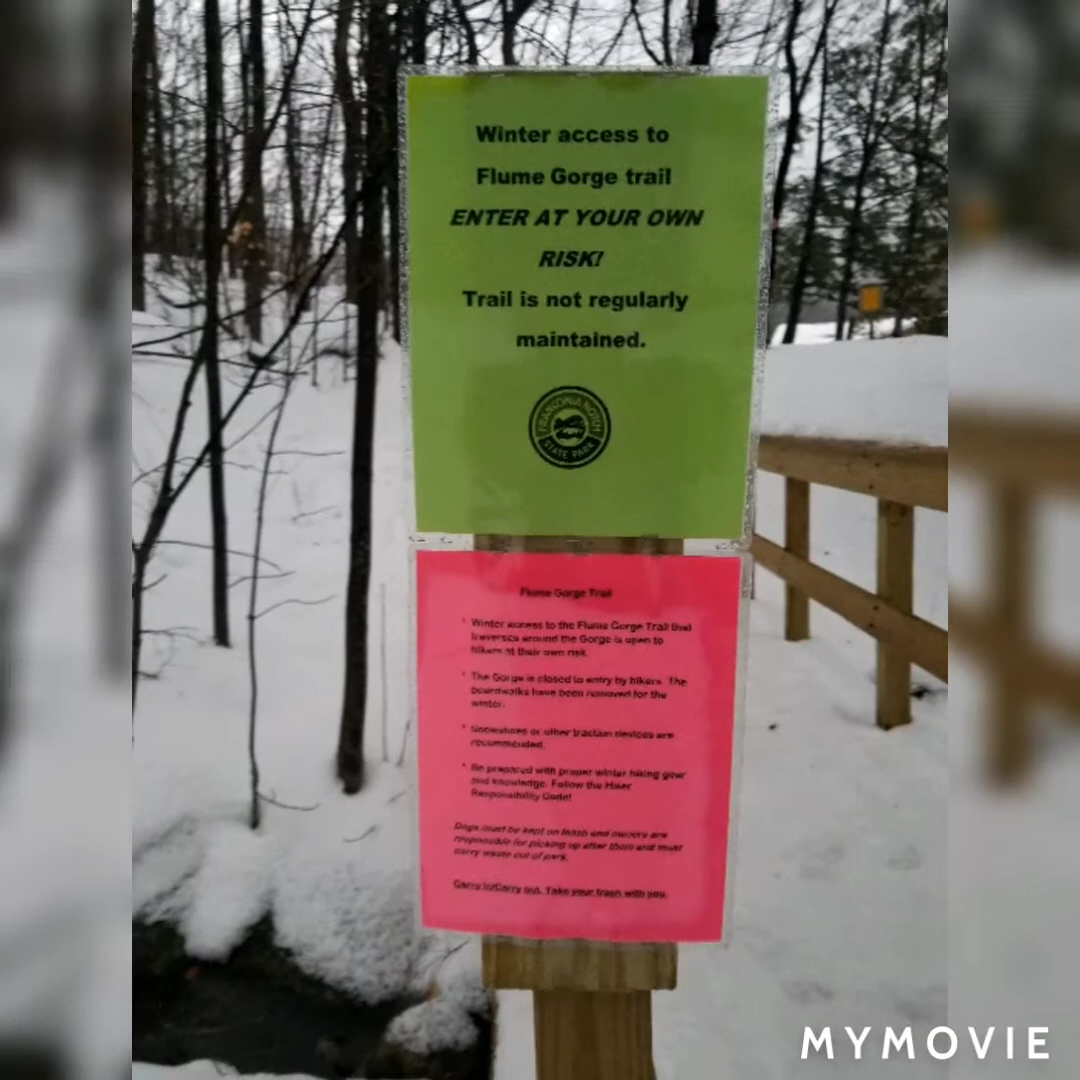 Winter access to
Flume Gorge trail
ENTER AT YOUR OWN
RISK!
Trail is not regularly
maintained.
FRANCONIA NOTCH
STATE PARK
Flume Gorge Trail
* Winter access to the Flume Gorge Trail that
traverses around the Gorge is open to
hikers at their own risk.
* The Gorge is closed to entry by hikers. The
boardwalks have been removed for the
winter.
* Snowshoes or other traction devices are
recommended.
* Be prepared with proper winter hiking gear
and knowledge. Follow the Hiker
Responsibility Code!
Dogs must be kept on leash and owners are
responsible for picking up after them and must
carry waste out of park.
Carry In/Carry out. Take your trash with you.
MYMOVIE